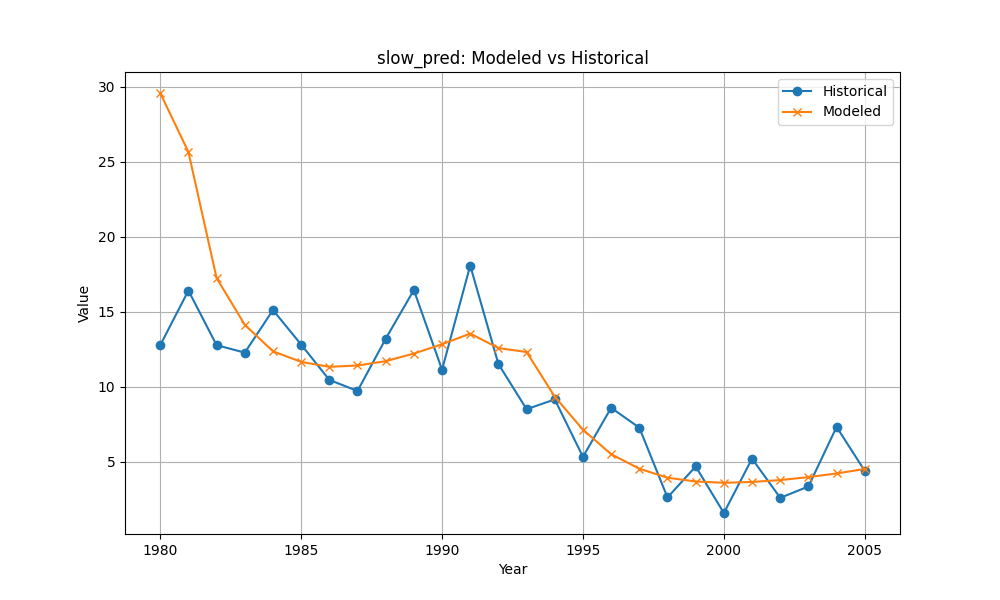 slow_pred: Modeled vs Historical
Historical
Modeled
Value
30
25
20
15
10
5
1980 1985 1990 1995 2000 2005
Year